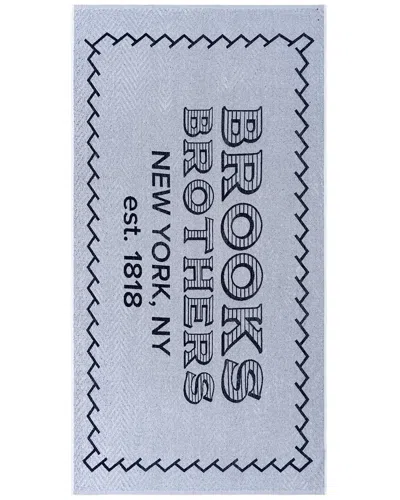 BROOKS
BROTHERS
NEW YORK, NY
est. 1818